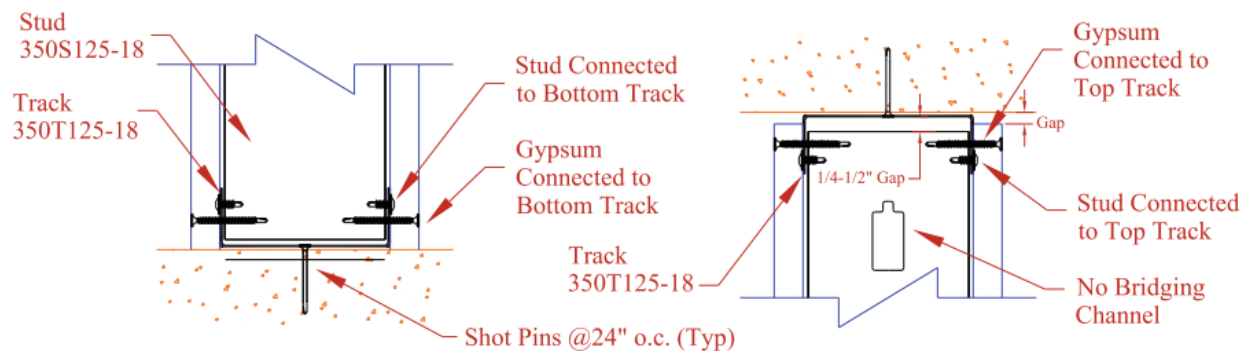 Stud
350S125-18
Track
350T125-18
Stud Connected
to Bottom Track
Gypsum
Connected to
Bottom Track
Shot Pins @24" o.c. (Typ)
Gypsum
Connected to
Top Track
Gap
1/4-1/2" Gap
Stud Connected
to Top Track
Track
350T125-18
No Bridging
Channel